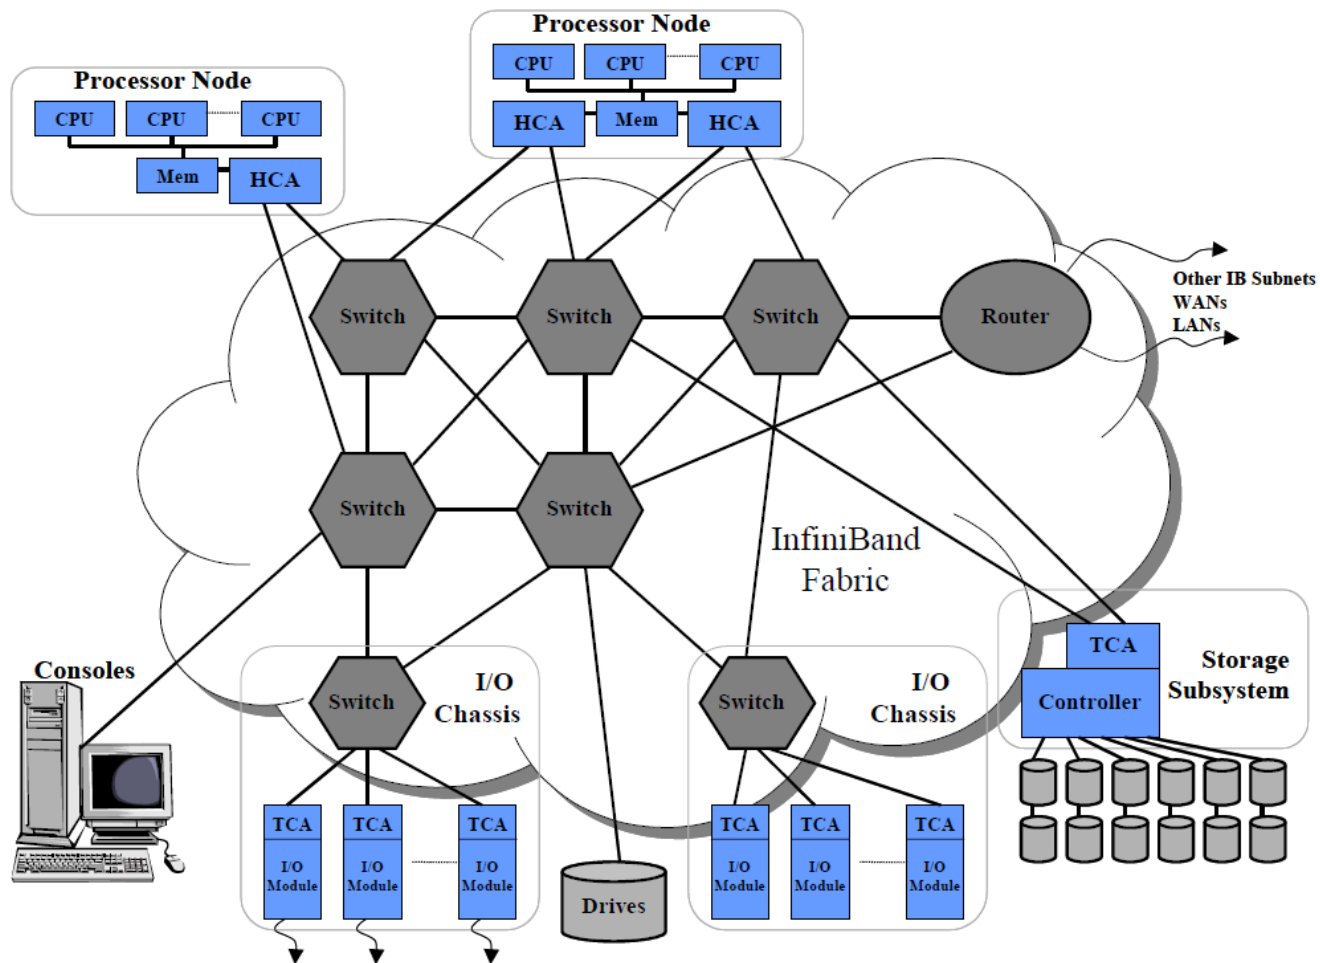 Processor Node
CPU CPU CPU
HCA Mem HCA
Processor Node
CPU CPU CPU
Mem HCA
Switch Switch Switch Router
Other IB Subnets
WANs
LANs
Switch Switch
InfiniBand
Fabric
Consoles
Switch
I/O
Chassis
Switch
I/O
Chassis
TCA
Controller
Storage
Subsystem
TCA TCA TCA
I/O I/O I/O
Module Module Module
Drives
TCA TCA TCA
I/O I/O I/O
Module Module Module